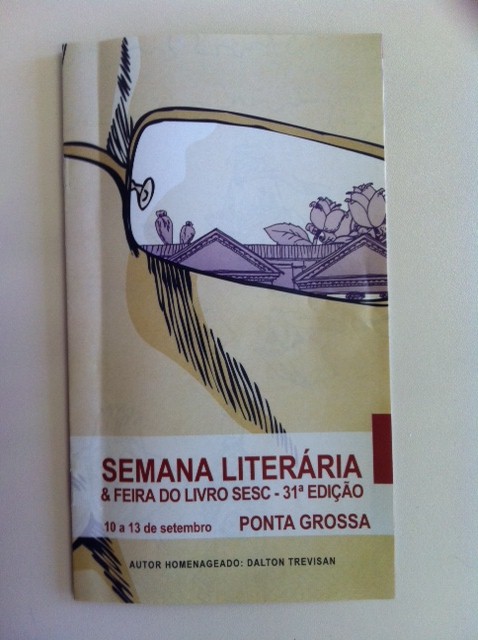 SEMANA LITERÁRIA
& FEIRA DO LIVRO SESC - 31ª EDIÇÃO
10 a 13 de setembro PONTA GROSSA
AUTOR HOMENAGEADO: DALTON TREVISAN